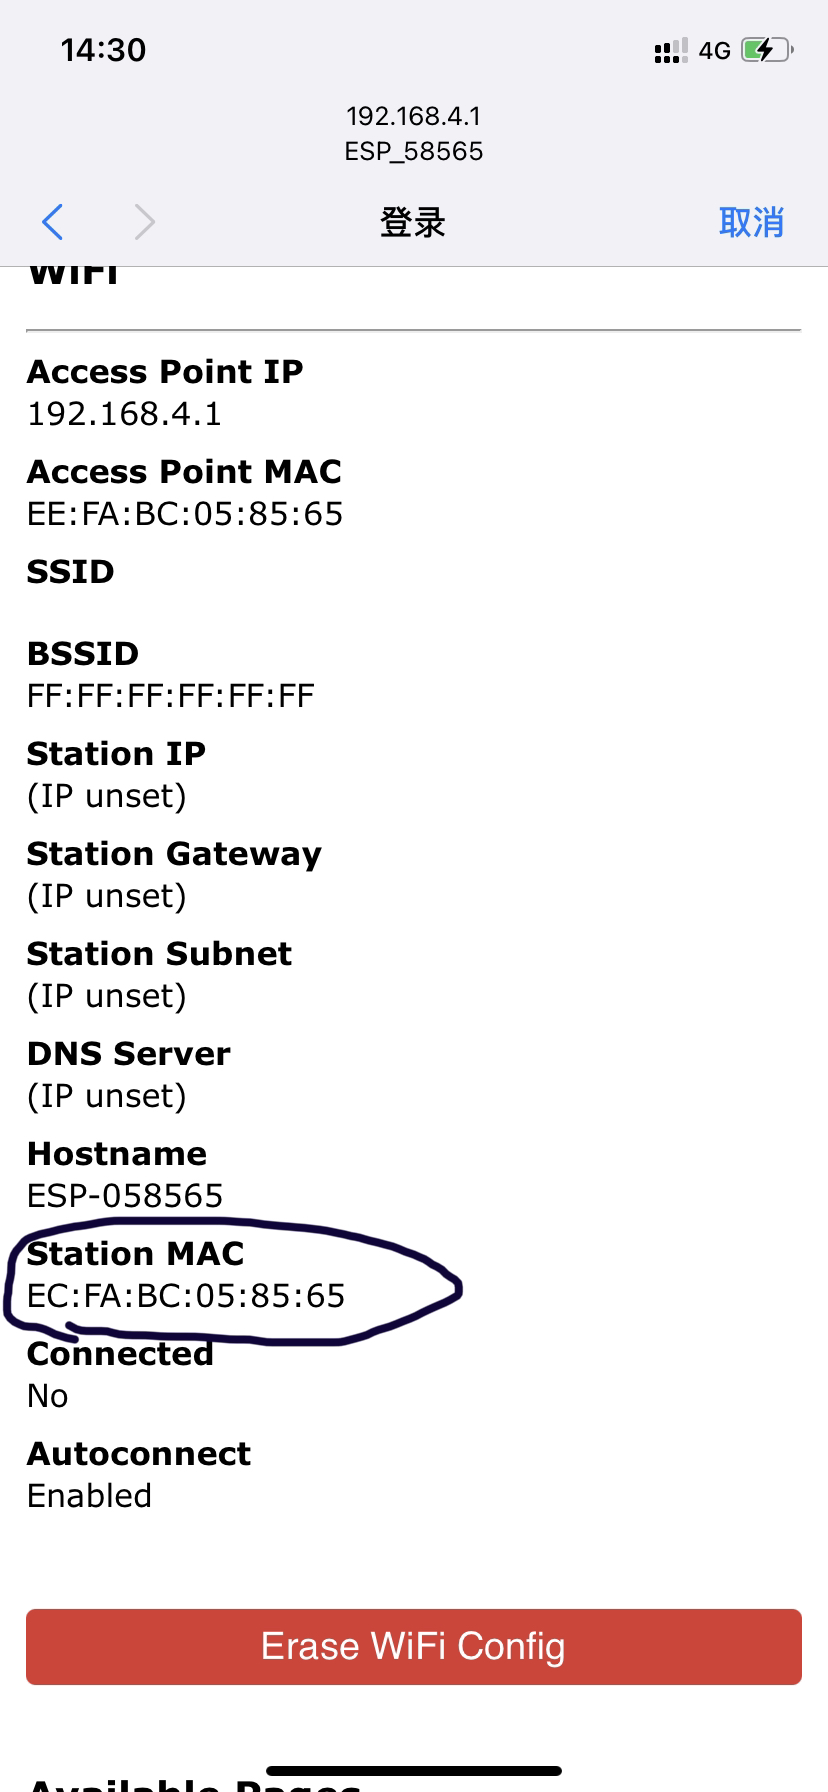 14:30
4G
192.168.4.1
ESP_58565
登录
取消
WiFi
Access Point IP
192.168.4.1
Access Point MAC
EE:FA:BC:05:85:65
SSID
BSSID
FF:FF:FF:FF:FF:FF
Station IP
(IP unset)
Station Gateway
(IP unset)
Station Subnet
(IP unset)
DNS Server
(IP unset)
Hostname
ESP-058565
Station MAC
EC:FA:BC:05:85:65
Connected
No
Autoconnect
Enabled
Erase WiFi Config
Available Pages